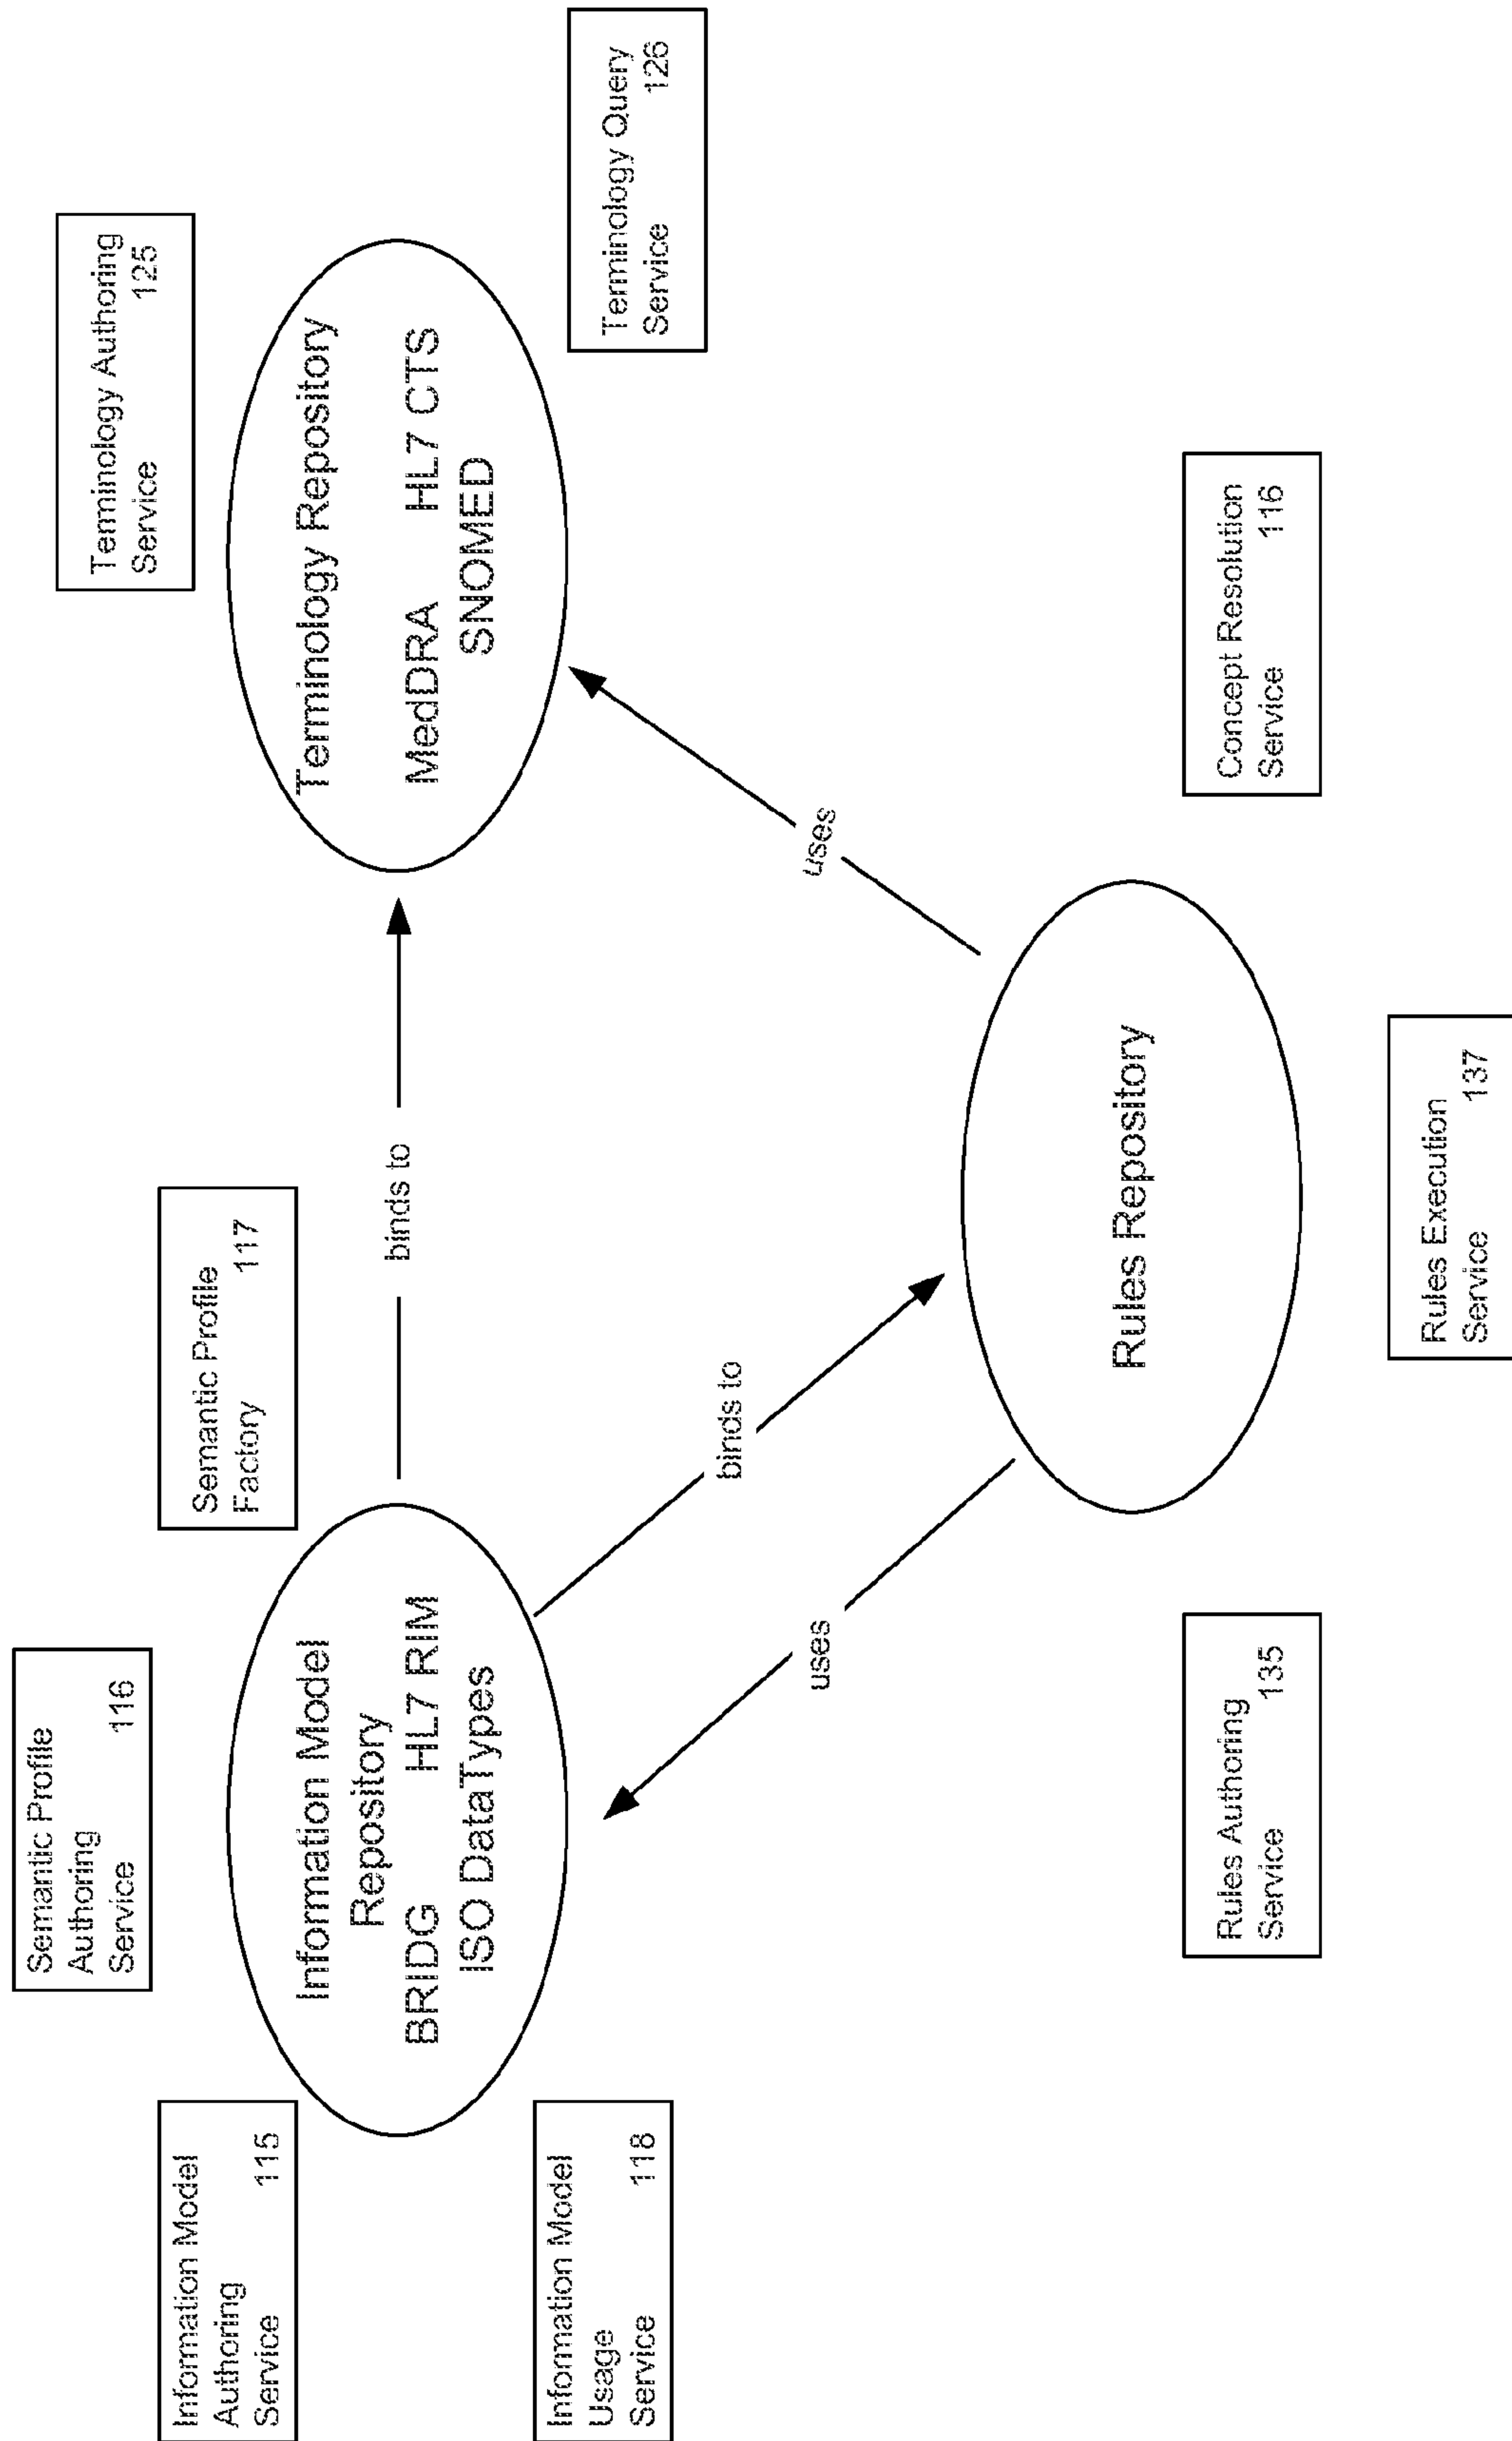 Semantic Profile
Authoring
Service 116
Information Model
Authoring
Service 115
Semantic Profile
Factory 117
Terminology Authoring
Service 125
Information Model
Repository
BRIDG HL7 RIM
ISO DataTypes
binds to
Terminology Repository
MedDRA HL7 CTS
SNOMED
Information Model
Usage
Service 118
Terminology Query
Service 126
binds to
uses
uses
Rules Repository
Rules Authoring
Service 135
Concept Resolution
Service 116
Rules Execution
Service 137